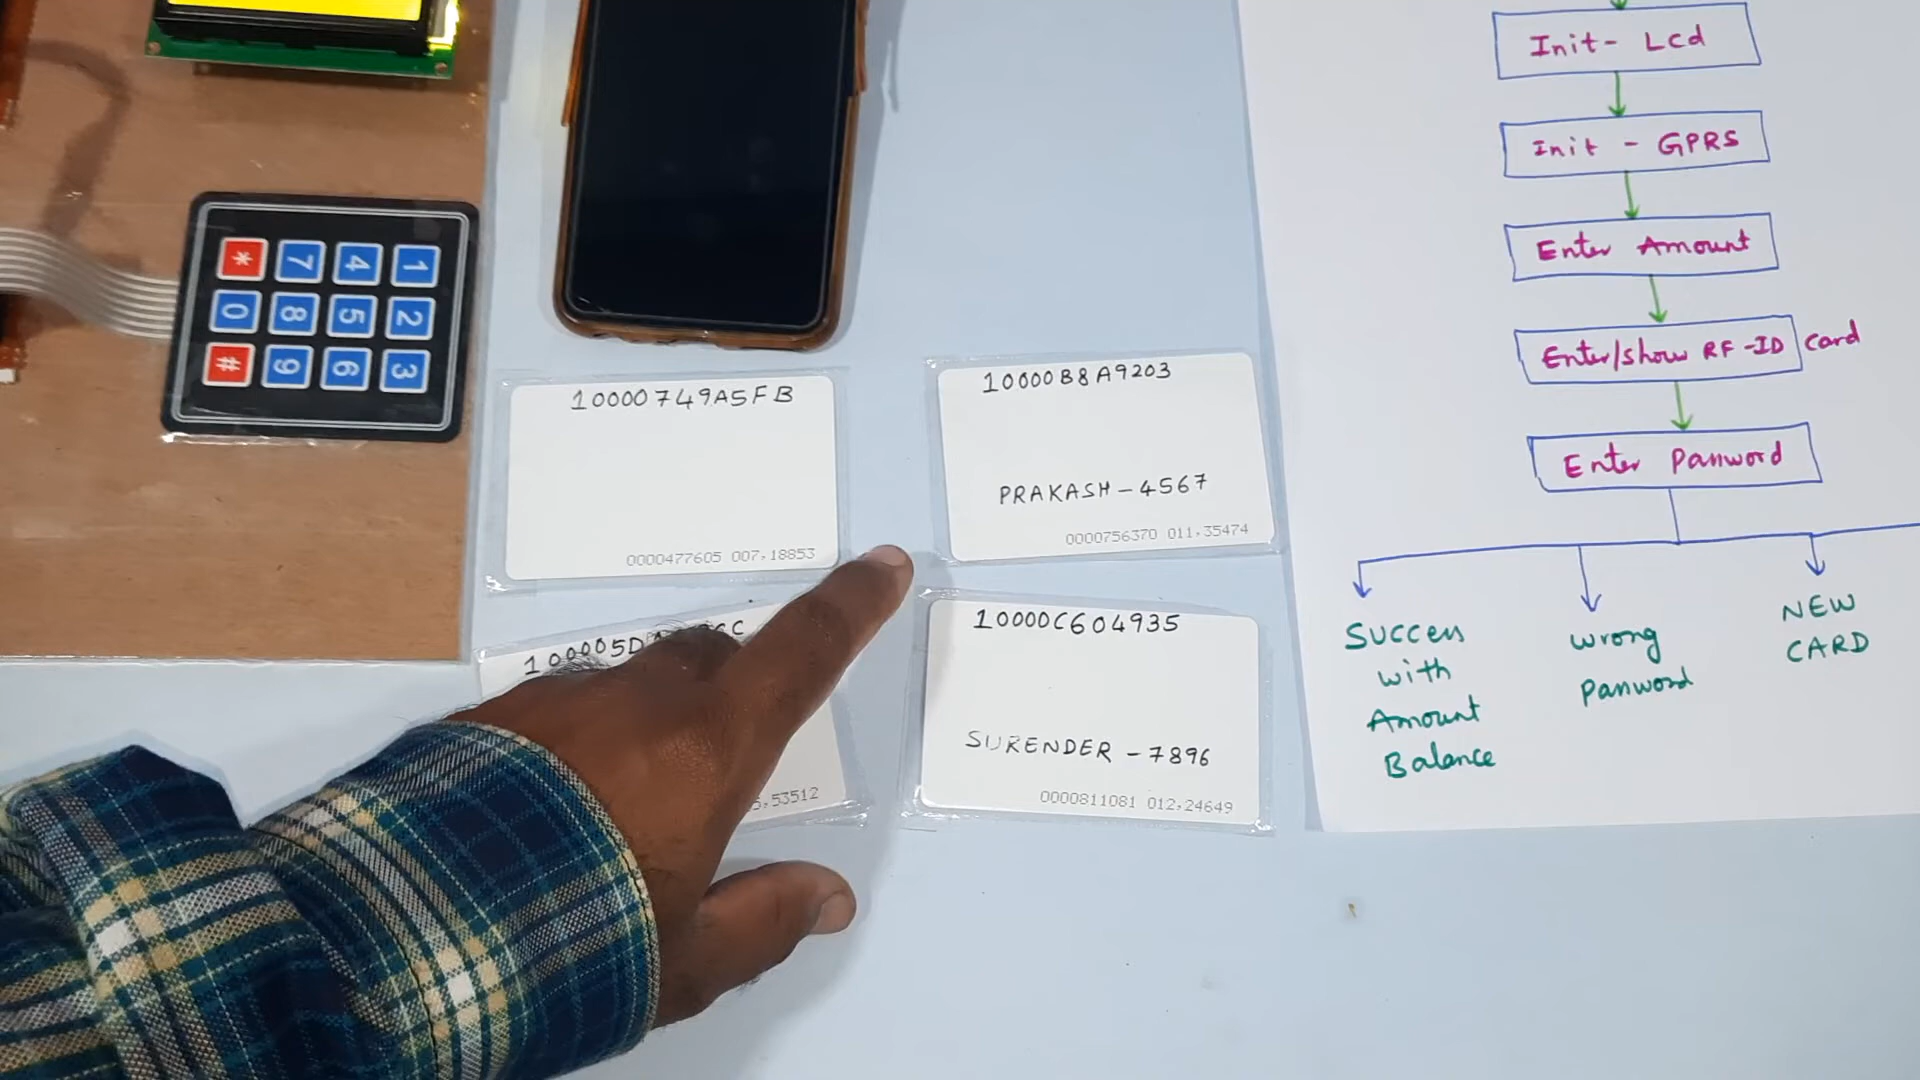 * 7 4 1
0 8 5 2
# 9 6 3
10000749A5FB
0000477605 007,18853
10000B8A9203
PRAKASH - 4567
0000756370 011,35474
100005D
C
,53512
10000C604935
SURENDER - 7896
0000811081 012,24649
Init- Lcd
Init - GPRS
Enter Amount
Enter/show RF-ID card
Enter Password
Success
with
Amount
Balance
Wrong
Password
NEW
CARD